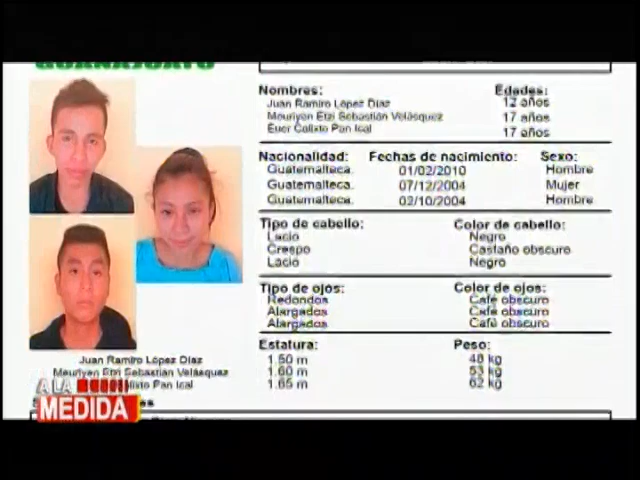 GUANAJUATO
Nombres: Edades:
Juan Ramiro López Díaz 12 años
Meuriyen Etzi Sebastián Velásquez 17 años
Euer Calixto Pan Ical 17 años
Nacionalidad: Fechas de nacimiento: Sexo:
Guatemalteca. 01/02/2010 Hombre
Guatemalteca. 07/12/2004 Mujer
Guatemalteca. 02/10/2004 Hombre
Tipo de cabello: Color de cabello:
Lacio Negro
Crespo Castaño obscuro
Lacio Negro
Tipo de ojos: Color de ojos:
Redondos Café obscuro
Alargados Café obscuro
Alargados Café obscuro
Estatura: Peso:
1.50 m 48 kg
1.60 m 53 kg
1.65 m 62 kg
Juan Ramiro López Díaz
Meuriyen Etzi Sebastián Velásquez
Calixto Pan Ical
A LA
MEDIDA